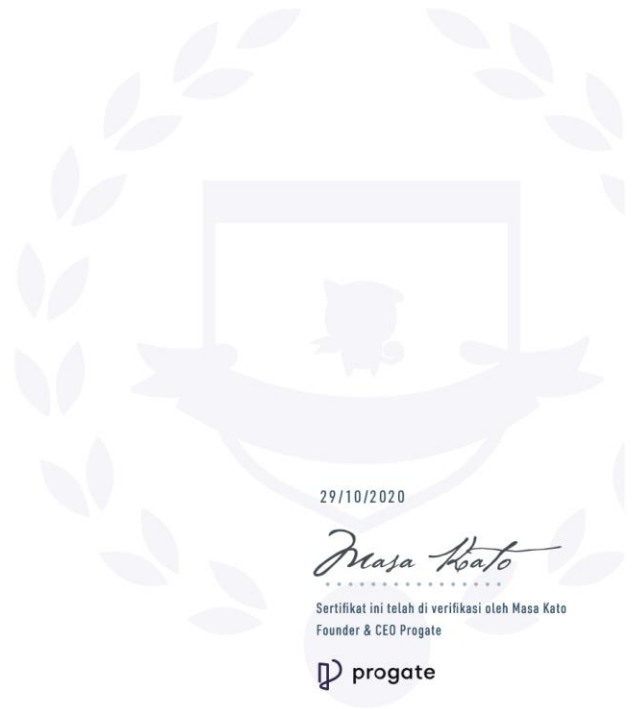 29/10/2020
Masa Kato
Sertifikat ini telah di verifikasi oleh Masa Kato
Founder & CEO Progate
progate